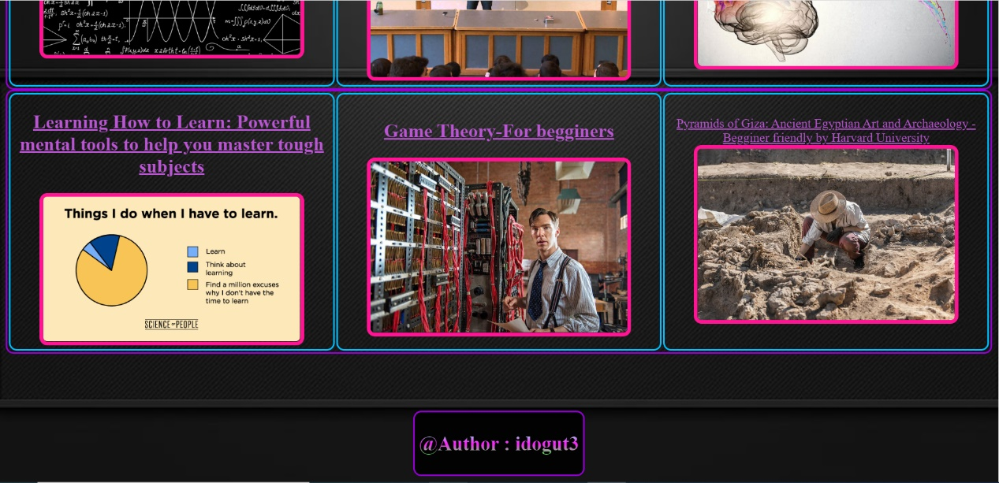 Learning How to Learn: Powerful
mental tools to help you master tough
subjects
Game Theory-For begginers
Pyramids of Giza: Ancient Egyptian Art and Archaeology -
Begginer friendly by Harvard University
Things I do when I have to learn.
Learn
Think about
learning
Find a million excuses
why I don't have the
time to learn
SCIENCE of PEOPLE
@Author : idogut3